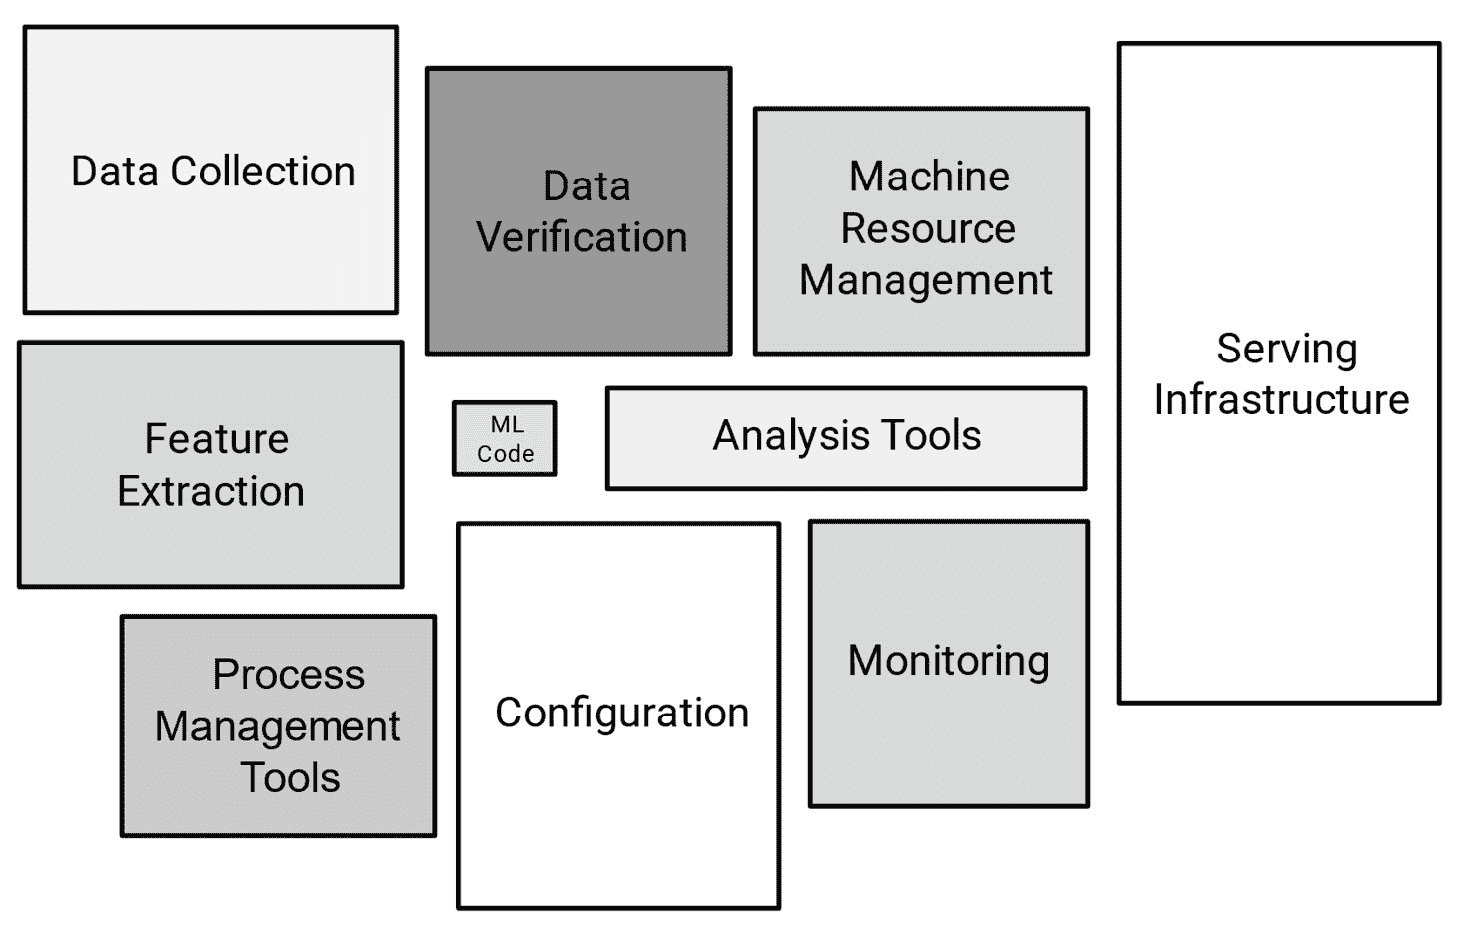 Data Collection
Data
Verification
Machine
Resource
Management
Serving
Infrastructure
Feature
Extraction
ML
Code
Analysis Tools
Process
Management
Tools
Configuration
Monitoring